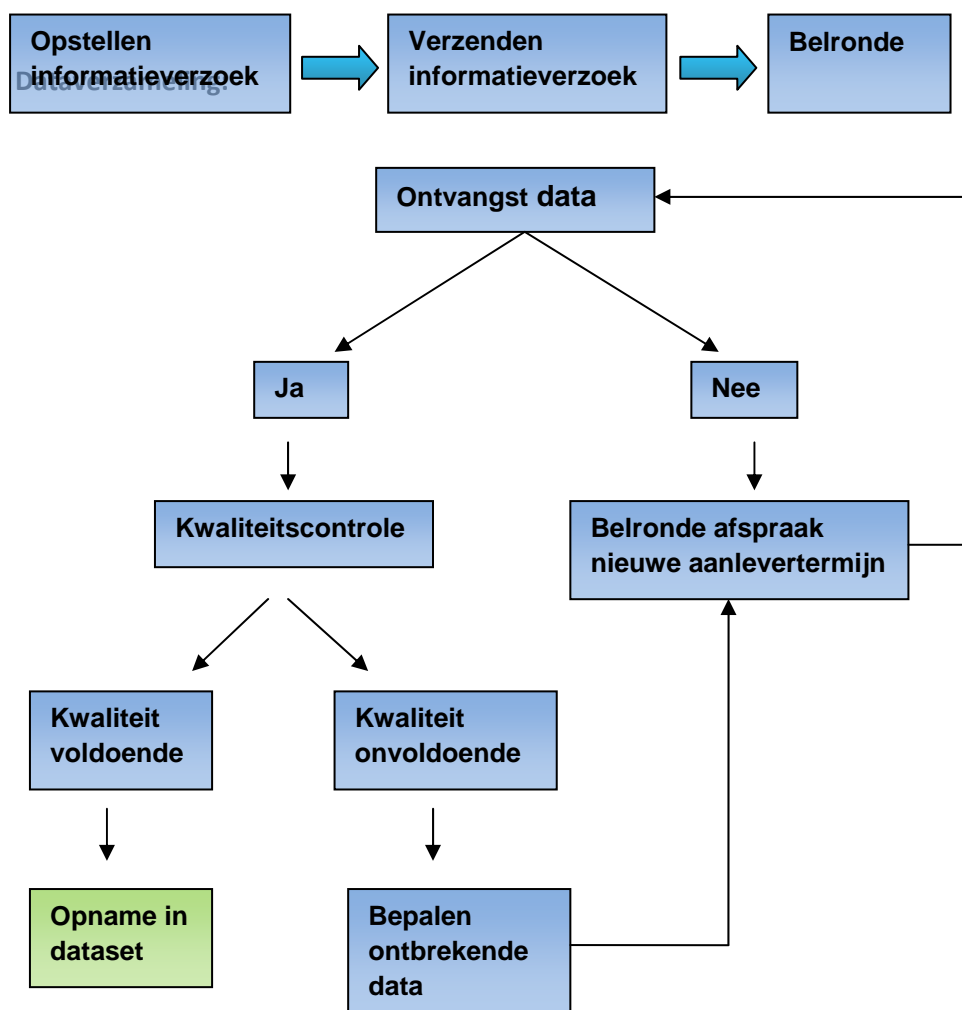 Opstellen
informatieverzoek
Dataverzameling:
Verzenden
informatieverzoek
Belronde
Ontvangst data
Ja
Nee
Kwaliteitscontrole
Belronde afspraak
nieuwe aanlevertermijn
Kwaliteit
voldoende
Kwaliteit
onvoldoende
Opname in
dataset
Bepalen
ontbrekende
data